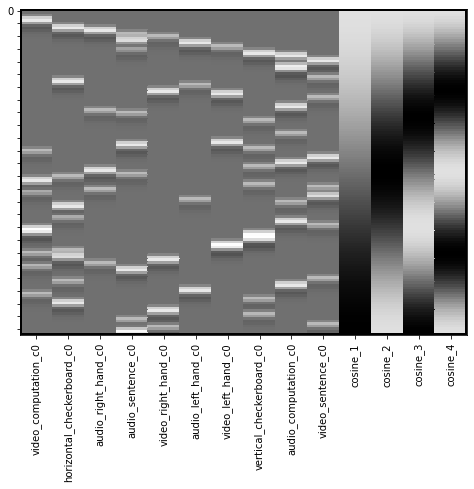 0
video_computation_c0
horizontal_checkerboard_c0
audio_right_hand_c0
audio_sentence_c0
video_right_hand_c0
audio_left_hand_c0
video_left_hand_c0
vertical_checkerboard_c0
audio_computation_c0
video_sentence_c0
cosine_1
cosine_2
cosine_3
cosine_4